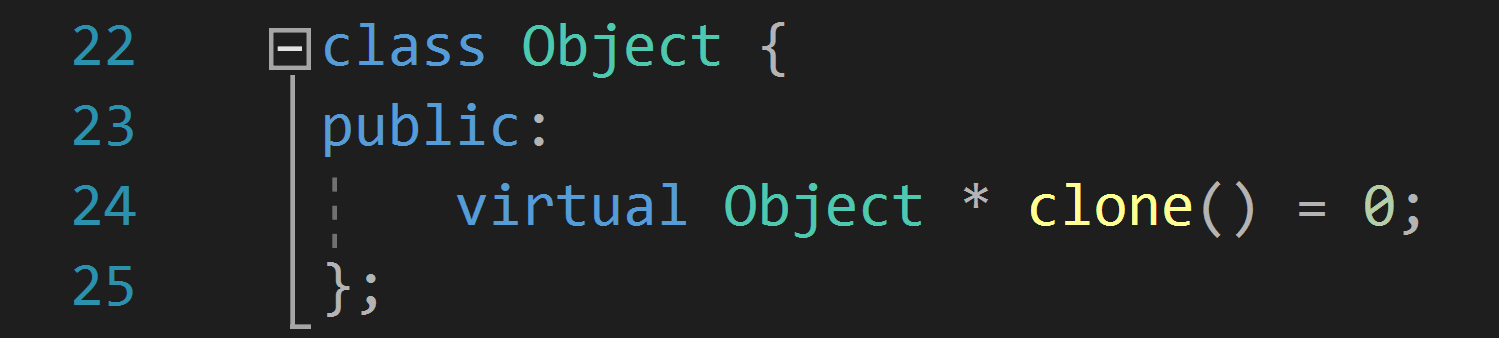 22 class Object {
23 public:
24 virtual Object * clone() = 0;
25 };